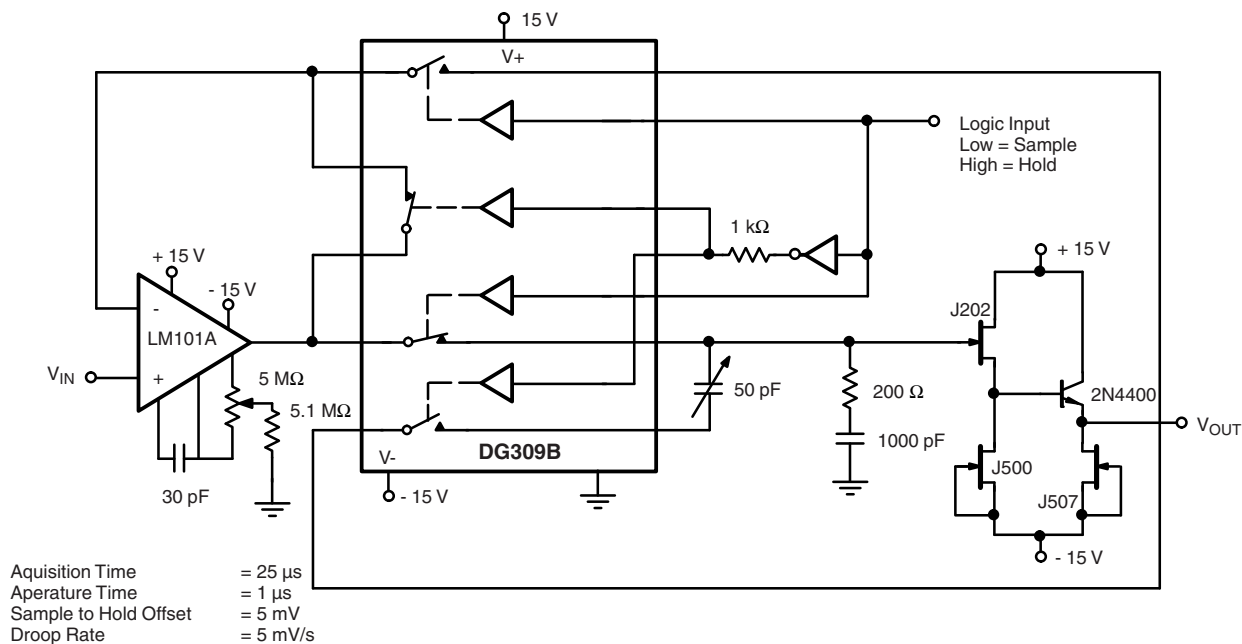 15 V
V+
Logic Input
Low = Sample
High = Hold
1 kΩ
+ 15 V
- 15 V
+ 15 V
-
LM101A
J202
VIN
+
5 MΩ
5.1 MΩ
50 pF
200 Ω
2N4400
VOUT
1000 pF
V-
DG309B
J500
30 pF
- 15 V
J507
- 15 V
Aquisition Time = 25 µs
Aperature Time = 1 µs
Sample to Hold Offset = 5 mV
Droop Rate = 5 mV/s